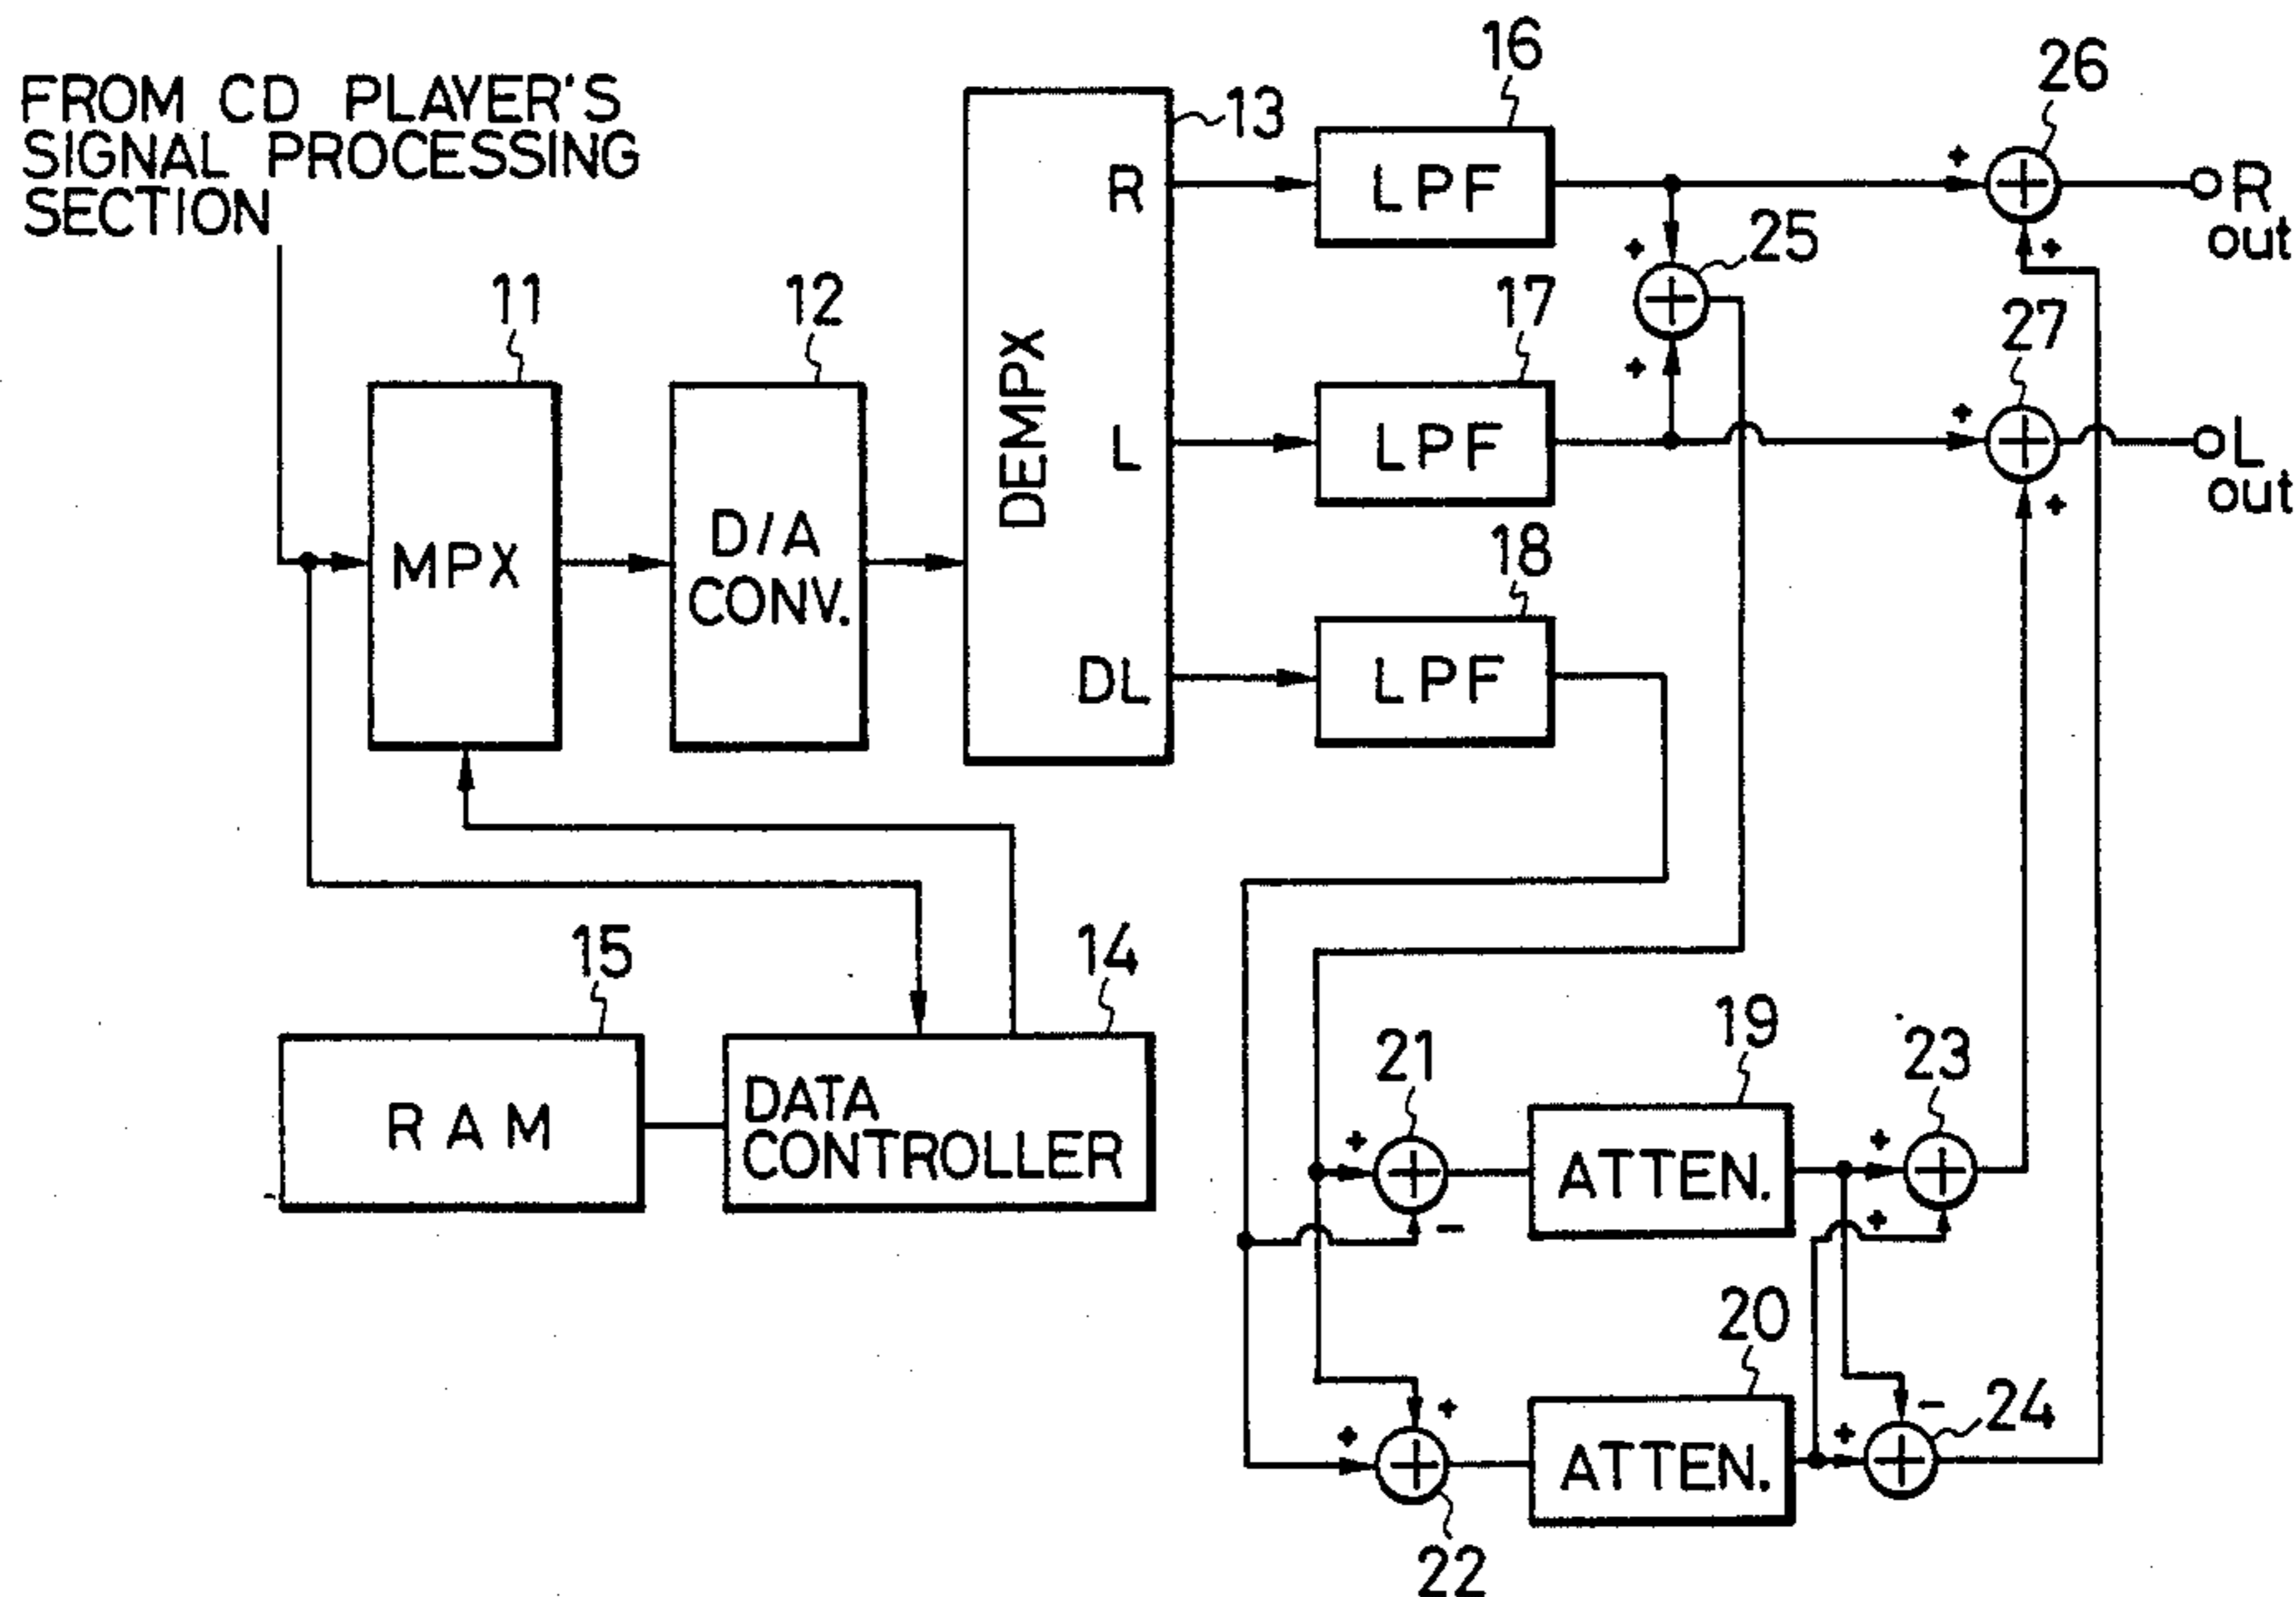 FROM CD PLAYER'S
SIGNAL PROCESSING
SECTION
11
MPX
12
D/A
CONV.
13
DEMPX
R
L
DL
16
LPF
17
LPF
18
LPF
25
+
+
26
+
+
R
out
27
+
+
L
out
15
RAM
14
DATA
CONTROLLER
21
+
-
19
ATTEN.
23
+
+
20
ATTEN.
22
+
+
24
+
-